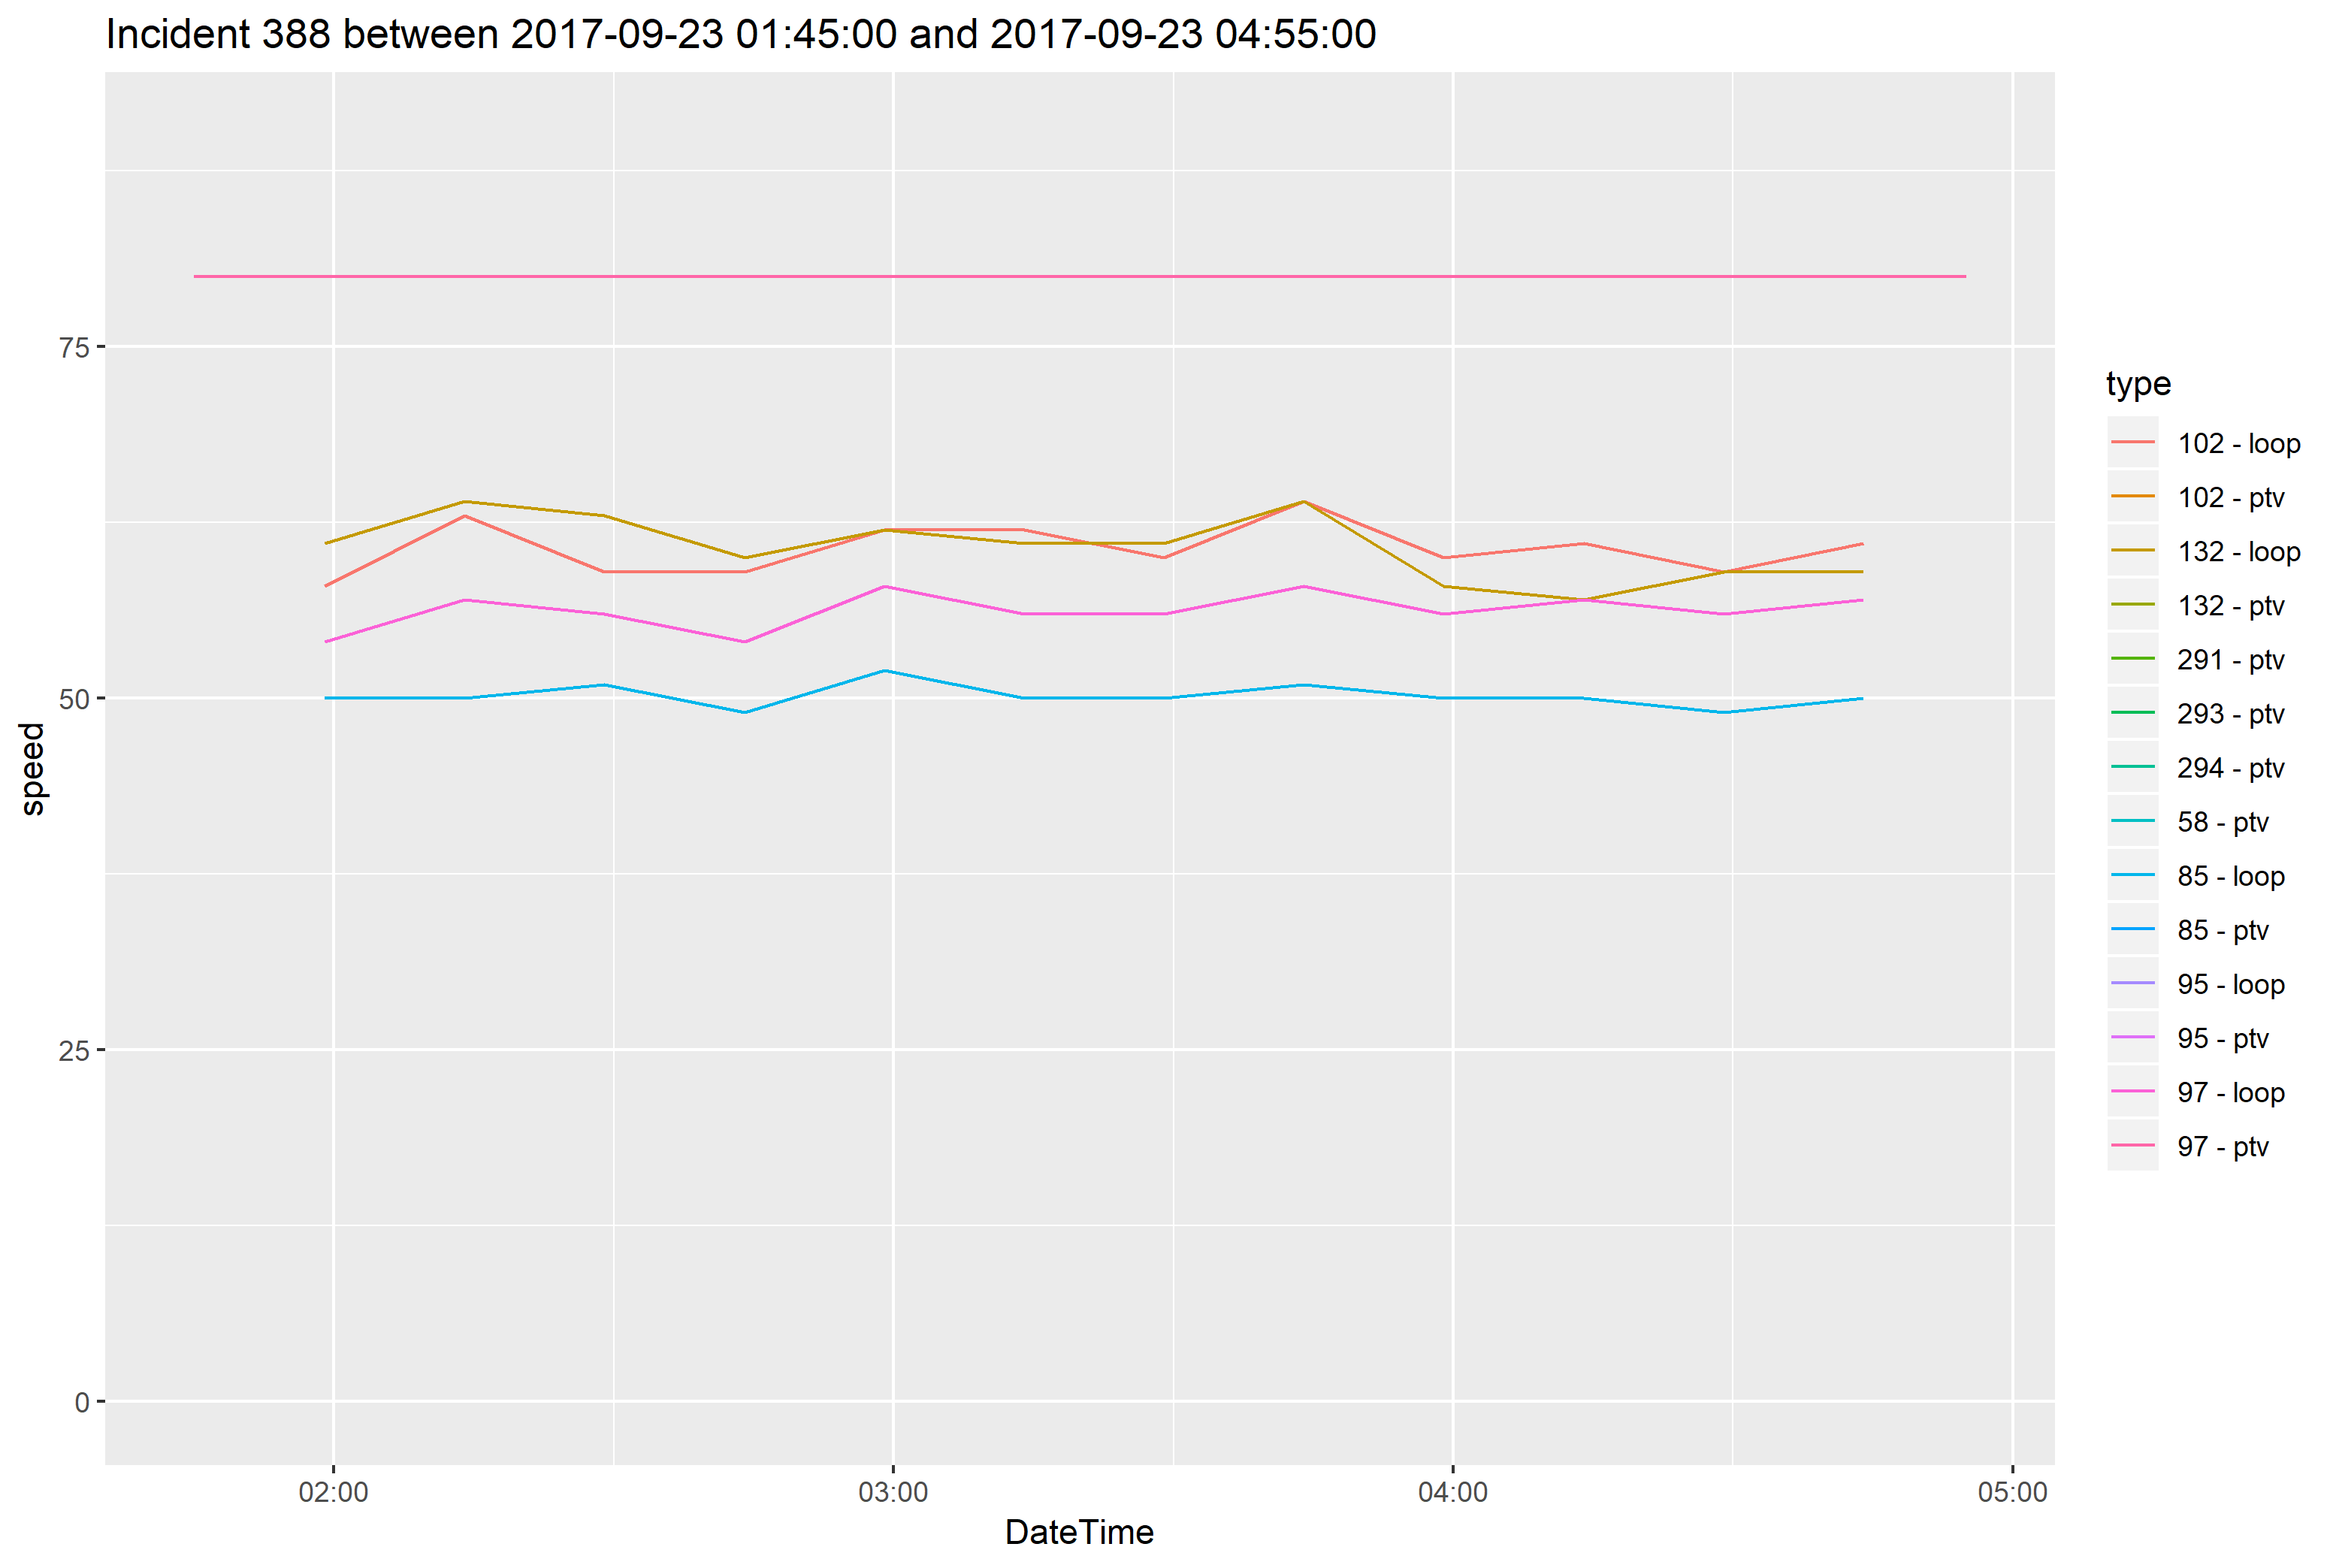 Incident 388 between 2017-09-23 01:45:00 and 2017-09-23 04:55:00
75
50
25
0
speed
02:00
03:00
04:00
05:00
DateTime
type
102 - loop
102 - ptv
132 - loop
132 - ptv
291 - ptv
293 - ptv
294 - ptv
58 - ptv
85 - loop
85 - ptv
95 - loop
95 - ptv
97 - loop
97 - ptv